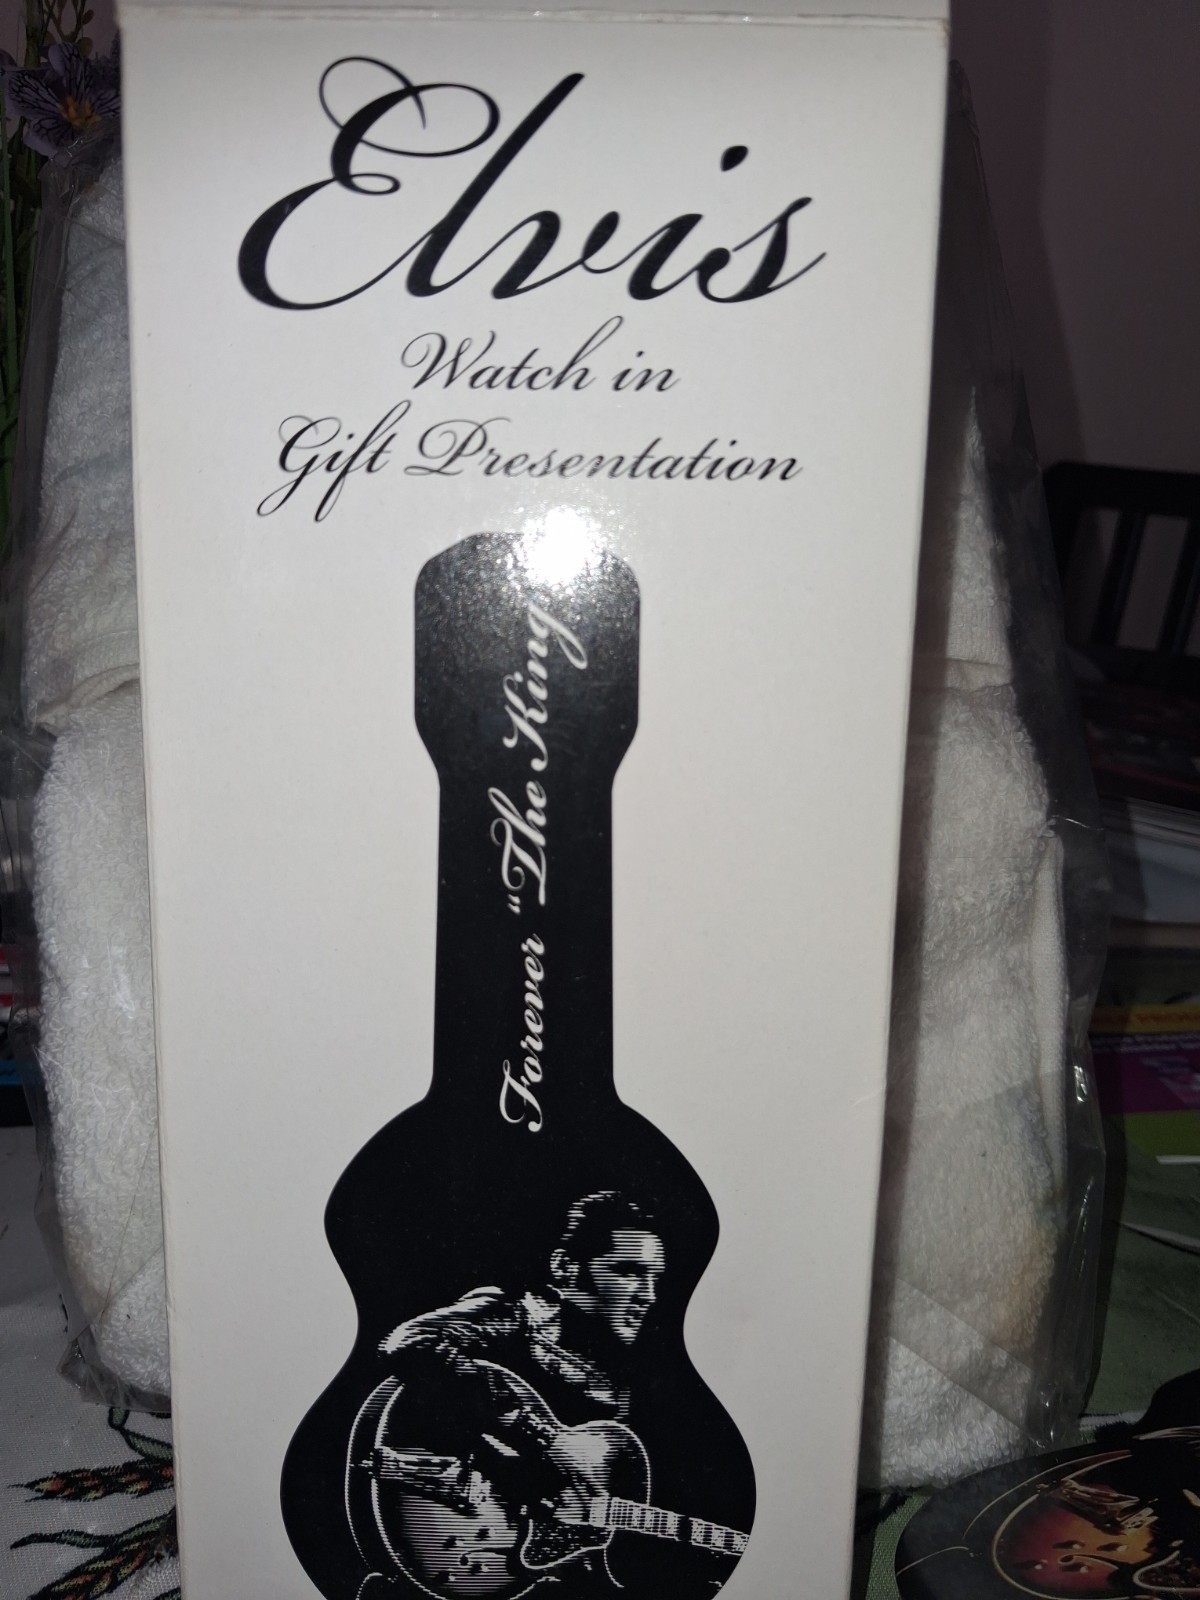 Elvis
Watch in
Gift Presentation
Forever "The King